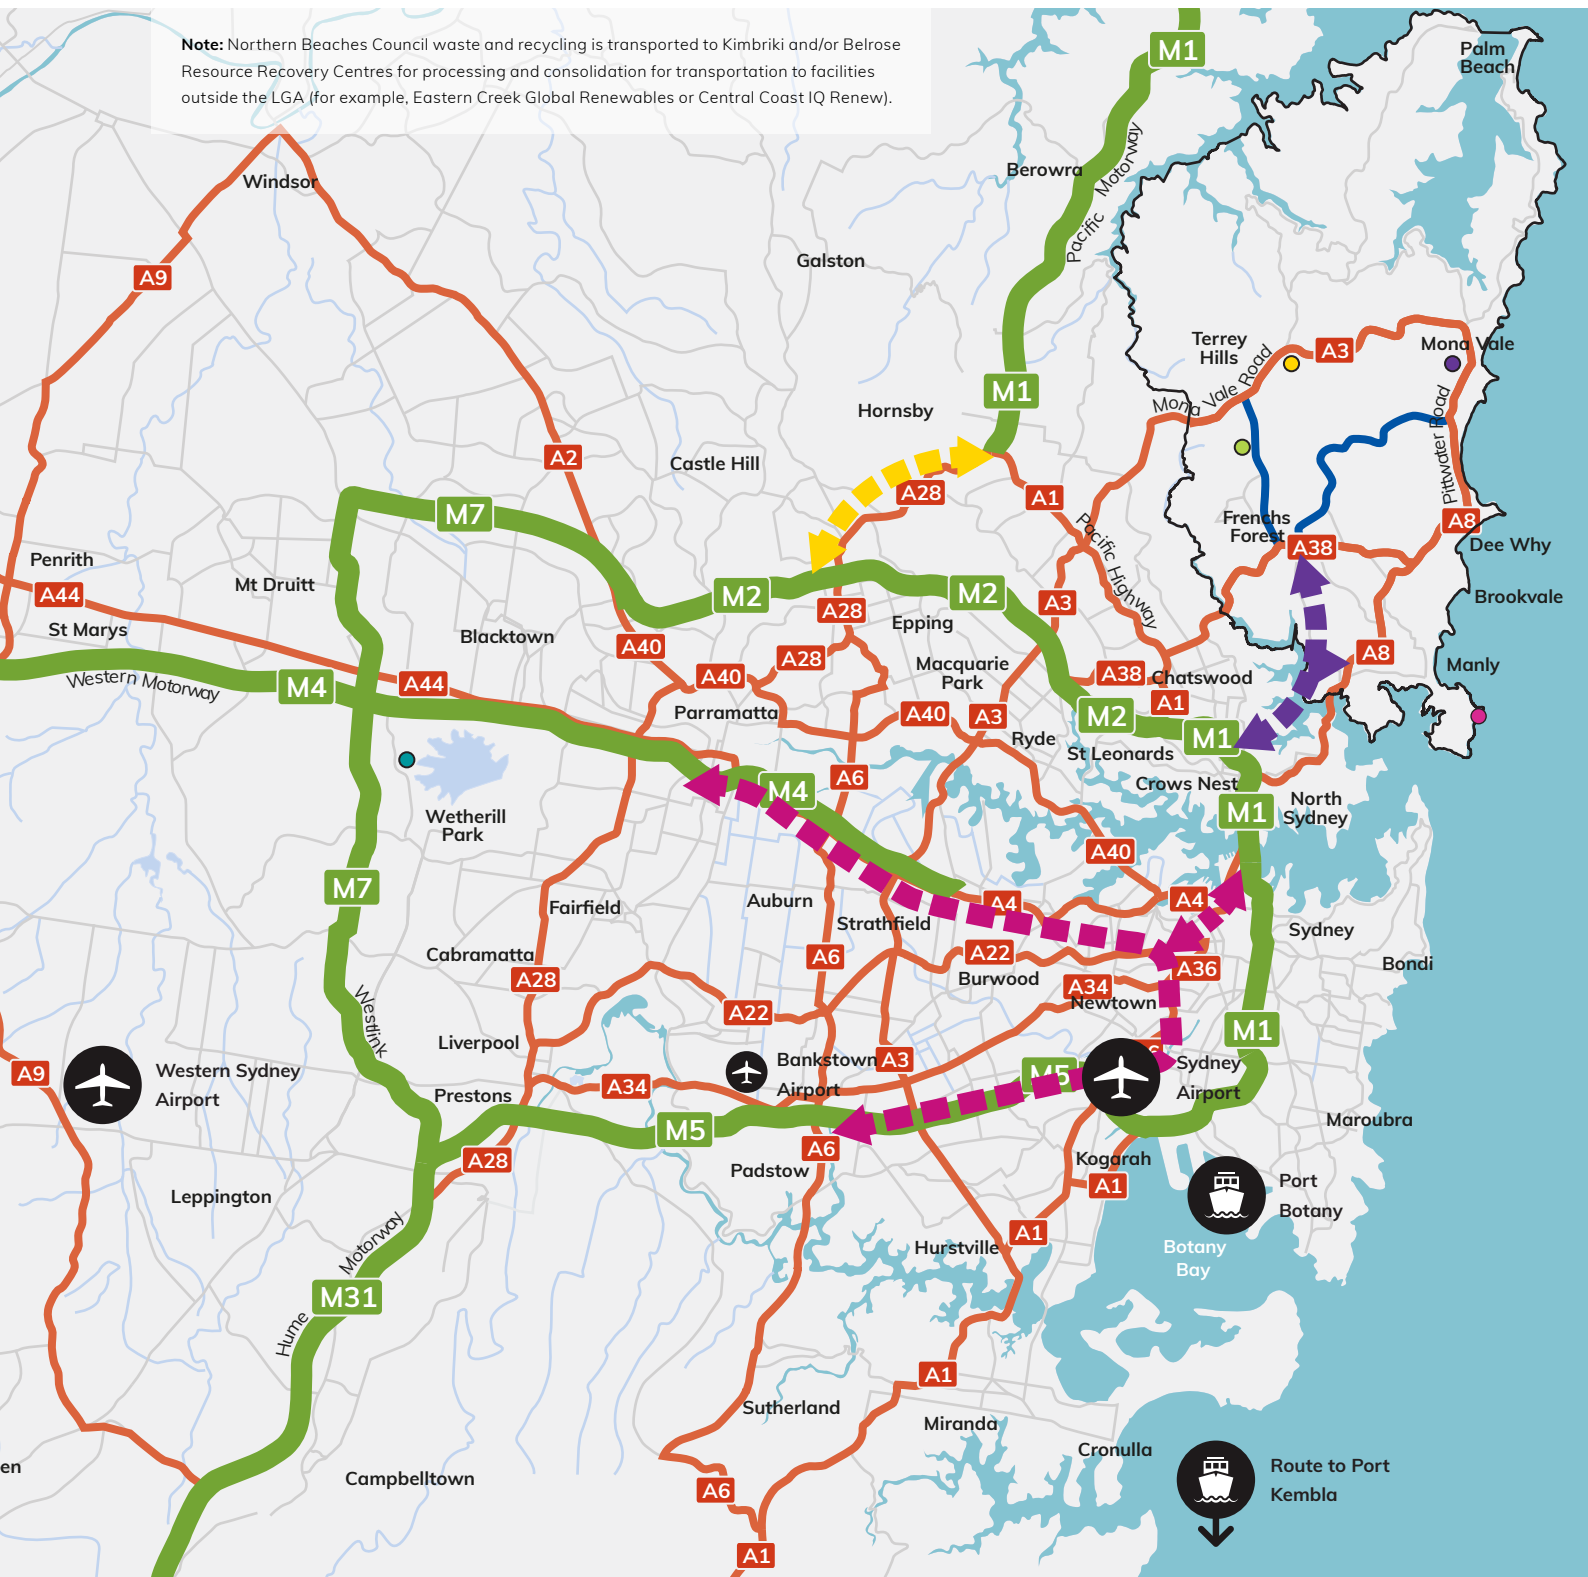 Note: Northern Beaches Council waste and recycling is transported to Kimbriki and/or Belrose
Resource Recovery Centres for processing and consolidation for transportation to facilities
outside the LGA (for example, Eastern Creek Global Renewables or Central Coast IQ Renew).
M1
Palm
Beach
Berowra
Pacific Motorway
Windsor
Galston
A9
Terrey
Hills
A3
Mona Vale
Mona Vale Road
M1
Hornsby
Pittwater Road
A2
Castle Hill
A28
A1
M7
Pacific Highway
Frenchs
Forest
A38
A8
Dee Why
Penrith
A44
Mt Druitt
M2
M2
A28
A3
Brookvale
St Marys
Blacktown
Epping
A40
A28
Macquarie
Park
A38
Chatswood
A8
Manly
Western Motorway
M4
A44
A40
A1
Parramatta
A40
A3
M2
M1
Ryde
St Leonards
A6
M4
Crows Nest
M1
North
Sydney
Wetherill
Park
A40
M7
Fairfield
Auburn
Strathfield
A4
A4
Sydney
Cabramatta
A6
A22
A36
Bondi
A28
Burwood
A34
Newtown
Westlink
A22
M1
Liverpool
Bankstown
Airport
A3
Sydney
Airport
A9
Western Sydney
Airport
A34
M5
Prestons
M5
Maroubra
A6
A28
Padstow
Kogarah
A1
Port
Botany
Leppington
Botany
Bay
Hume Motorway
Hurstville
A1
M31
A1
Sutherland
Miranda
Cronulla
en
Campbelltown
A6
Route to Port
Kembla
A1